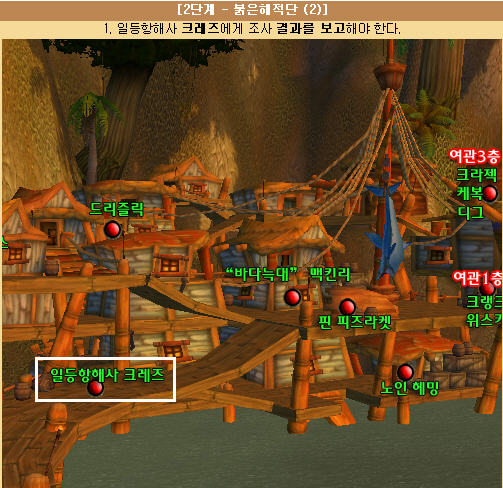 [2단계 - 붉은해적단 (2)]
1. 일등항해사 크레즈에게 조사 결과를 보고해야 한다.
여관3층
크라젝
케복
디그
드리즐릭
스
“바다늑대” 맥킨리
여관1층
크랭크
위스키
핀 피즈라켓
일등항해사 크레즈
노인 헤밍